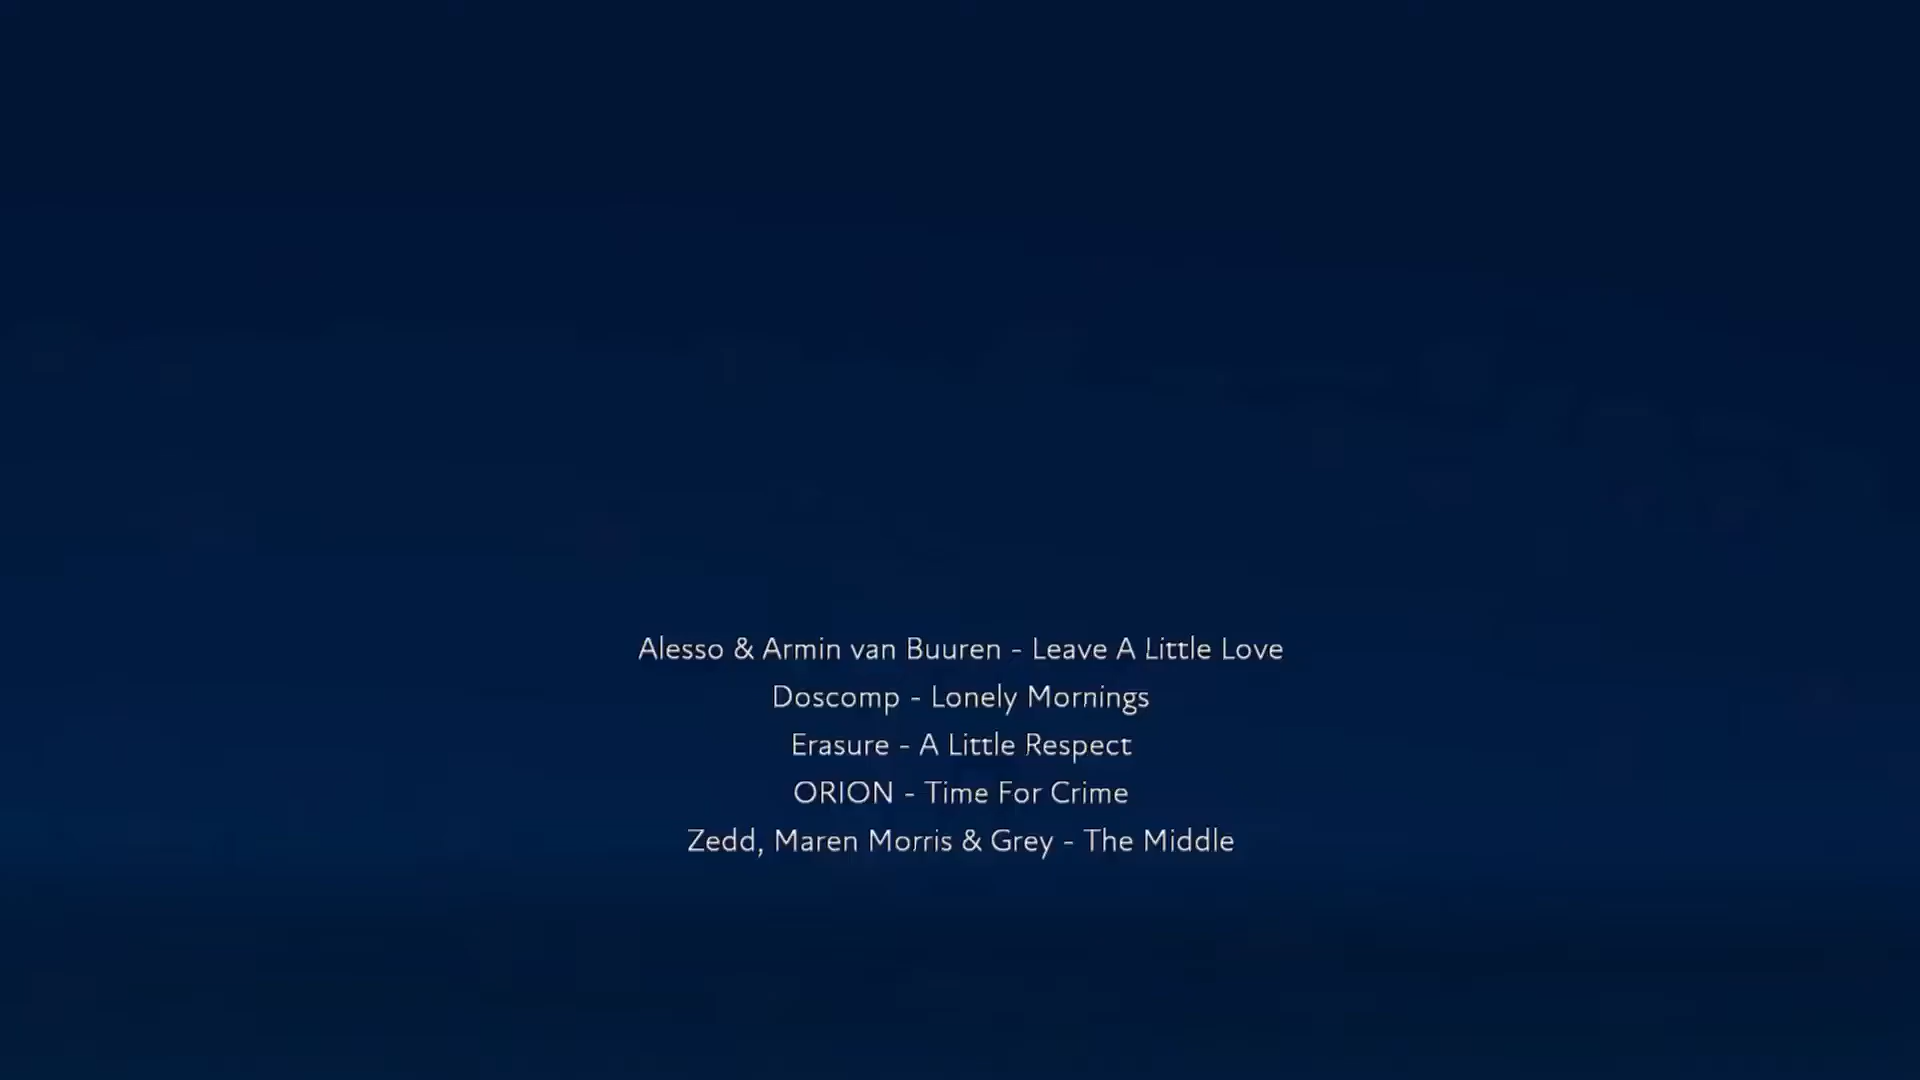 Alesso & Armin van Buuren - Leave A Little Love
Doscomp - Lonely Mornings
Erasure - A Little Respect
ORION - Time For Crime
Zedd, Maren Morris & Grey - The Middle